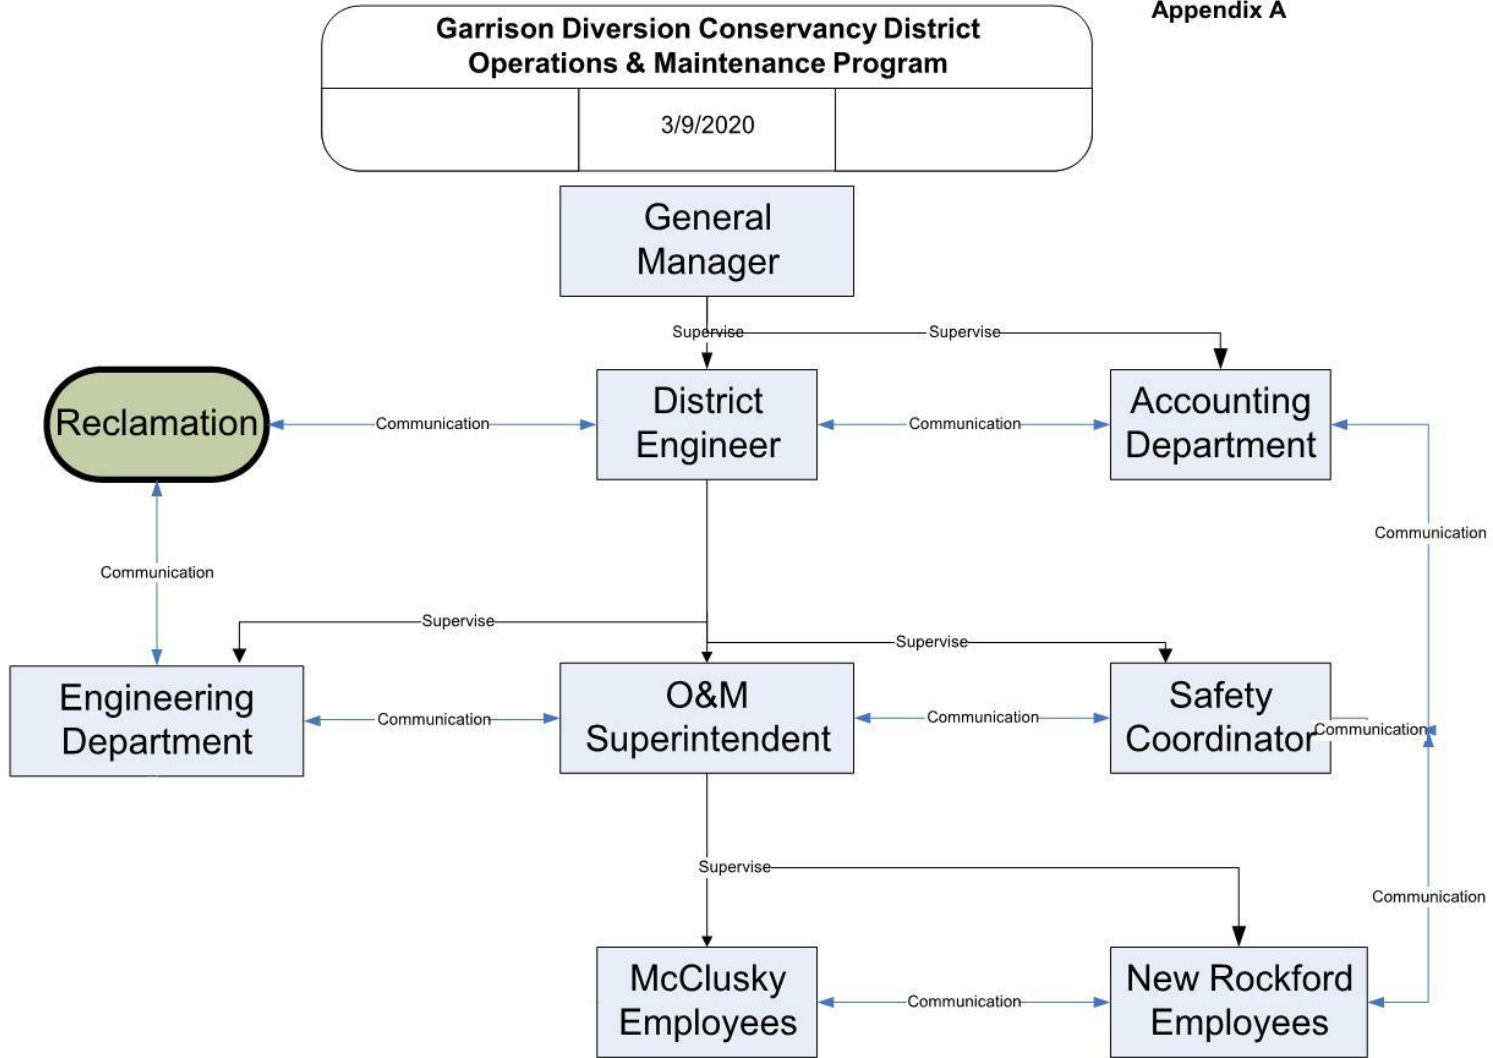 Appendix A
Garrison Diversion Conservancy District
Operations & Maintenance Program
3/9/2020
General
Manager
Supervise
Supervise
Reclamation
Communication
District
Engineer
Communication
Accounting
Department
Communication
Communication
Supervise
Supervise
Engineering
Department
Communication
O&M
Superintendent
Communication
Safety
Coordinator
Communication
Supervise
Communication
McClusky
Employees
Communication
New Rockford
Employees